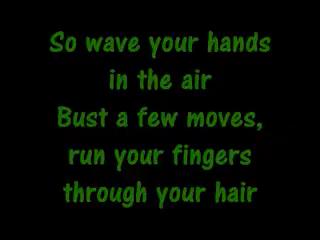 So wave your hands
in the air
Bust a few moves,
run your fingers
through your hair